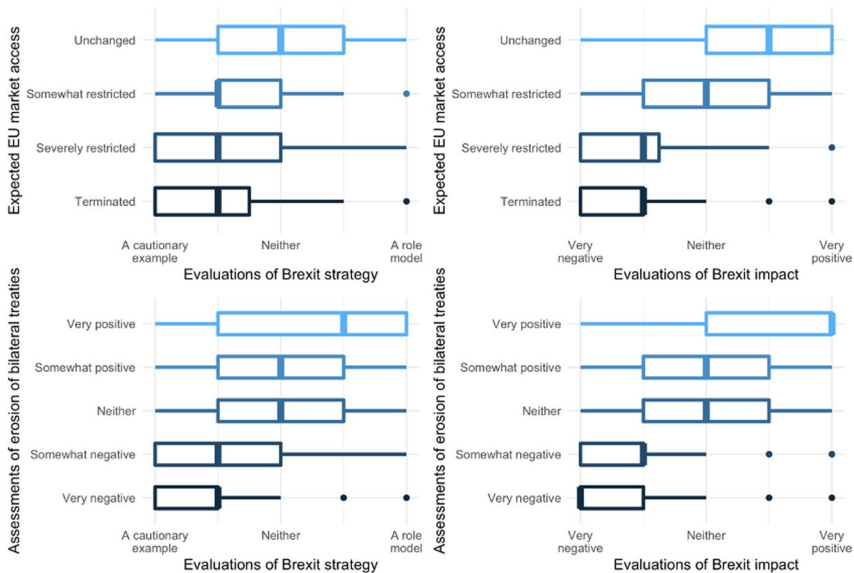 Expected EU market access
Unchanged
Somewhat restricted
Severely restricted
Terminated
A cautionary
example
Neither
A role
model
Evaluations of Brexit strategy
Expected EU market access
Unchanged
Somewhat restricted
Severely restricted
Terminated
Very
negative
Neither
Very
positive
Evaluations of Brexit impact
Assessments of erosion of bilateral treaties
Very positive
Somewhat positive
Neither
Somewhat negative
Very negative
A cautionary
example
Neither
A role
model
Evaluations of Brexit strategy
Assessments of erosion of bilateral treaties
Very positive
Somewhat positive
Neither
Somewhat negative
Very negative
Very
negative
Neither
Very
positive
Evaluations of Brexit impact